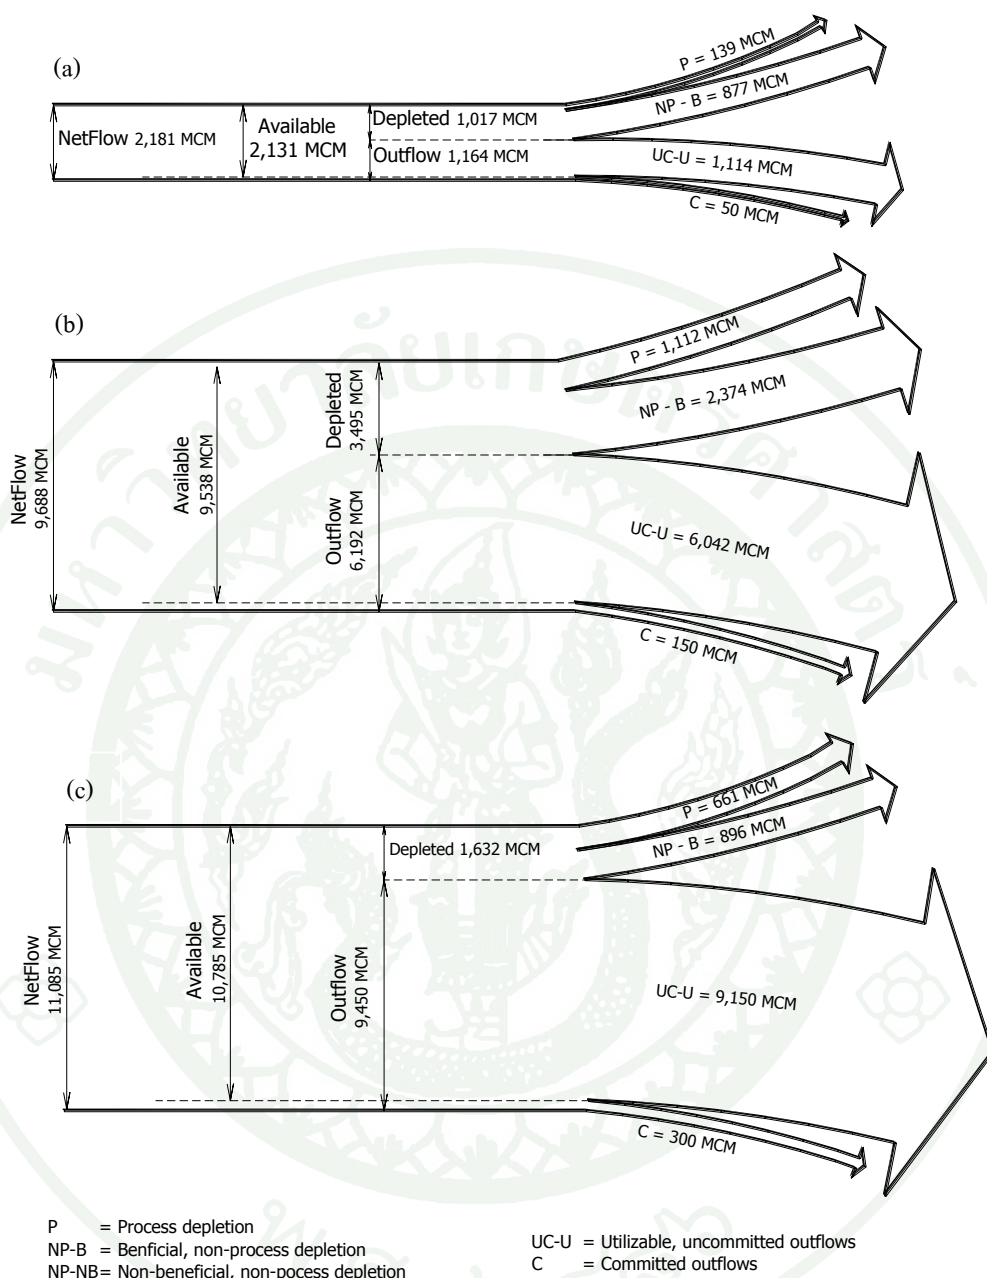 (a)
P = 139 MCM
NP - B = 877 MCM
NetFlow 2,181 MCM
Available
2,131 MCM
Depleted 1,017 MCM
Outflow 1,164 MCM
UC-U = 1,114 MCM
C = 50 MCM
(b)
P = 1,112 MCM
NP - B = 2,374 MCM
NetFlow
9,688 MCM
Available
9,538 MCM
Depleted
3,495 MCM
Outflow
6,192 MCM
UC-U = 6,042 MCM
C = 150 MCM
(c)
P = 661 MCM
NP - B = 896 MCM
NetFlow
11,085 MCM
Available
10,785 MCM
Depleted 1,632 MCM
Outflow
9,450 MCM
UC-U = 9,150 MCM
C = 300 MCM
P = Process depletion
NP-B = Benficial, non-process depletion
NP-NB= Non-beneficial, non-pocess depletion
UC-U = Utilizable, uncommitted outflows
C = Committed outflows